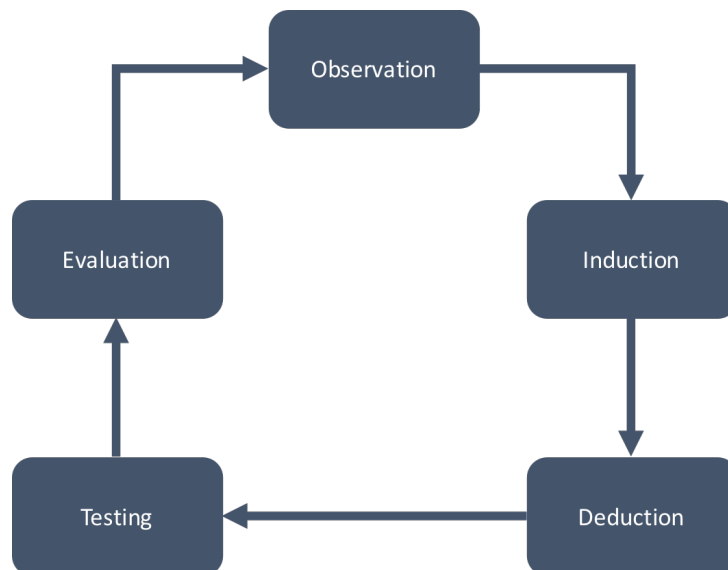 Observation
Evaluation
Induction
Testing
Deduction